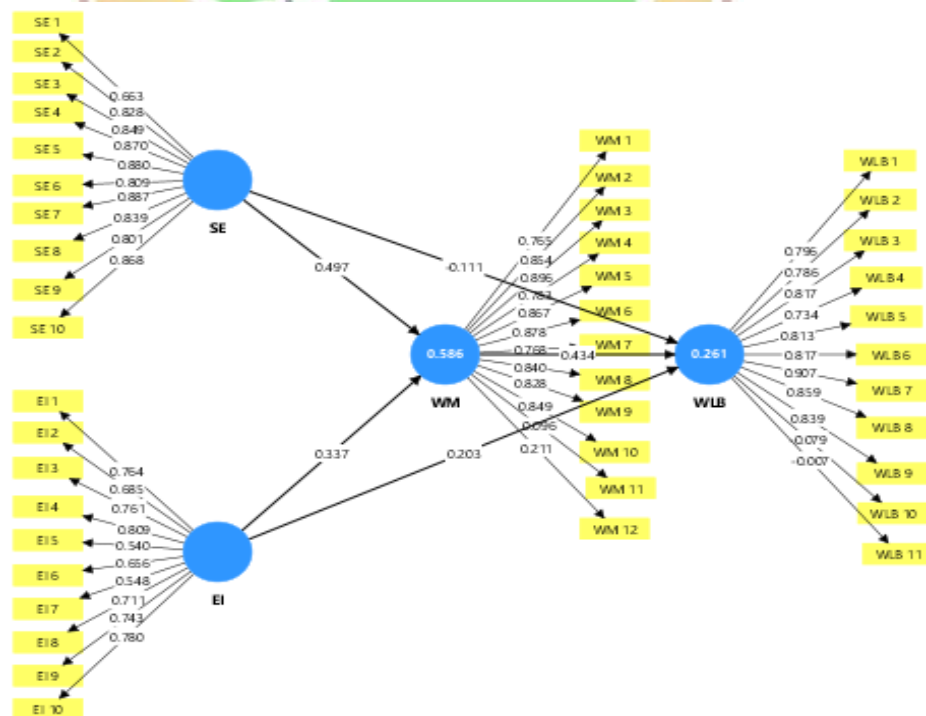 SE 1
SE 2
SE 3
SE 4
SE 5
SE 6
SE 7
SE 8
SE 9
SE 10
0.663
0.828
0.849
0.870
0.880
0.809
0.887
0.839
0.801
0.868
SE
0.497
-0.111
EI 1
EI 2
EI 3
EI 4
EI 5
EI 6
EI 7
EI 8
EI 9
EI 10
0.764
0.685
0.761
0.809
0.540
0.656
0.548
0.711
0.743
0.780
EI
0.337
0.203
0.586
WM
0.434
WM 1
WM 2
WM 3
WM 4
WM 5
WM 6
WM 7
WM 8
WM 9
WM 10
WM 11
WM 12
0.765
0.854
0.896
0.867
0.878
0.768
0.840
0.828
0.849
0.096
0.211
0.261
WLB
WLB 1
WLB 2
WLB 3
WLB 4
WLB 5
WLB 6
WLB 7
WLB 8
WLB 9
WLB 10
WLB 11
0.795
0.786
0.817
0.734
0.813
0.817
0.907
0.859
0.839
-0.007